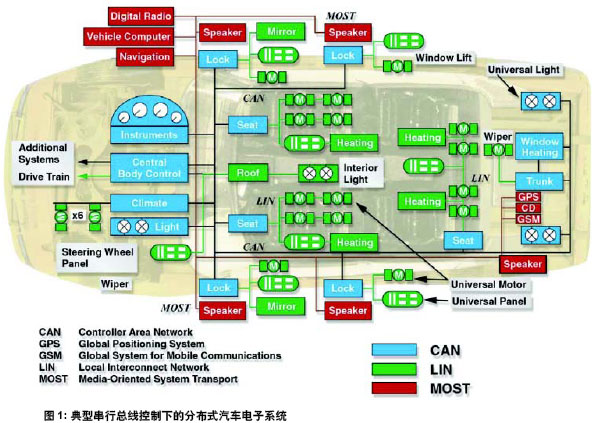 Digital Radio
MOST
Vehicle Computer
Speaker
Mirror
Speaker
Navigation
Lock
Lock
M
Window Lift
M
Universal Light
CAN
M
M
Instruments
Seat
M
M
Heating
Heating
M
M
Wiper
M
Window Heating
Additional Systems
Central Body Control
Roof
Interior Light
LIN
Drive Train
Trunk
Climate
LIN
M
M
Heating
M
M
GPS
M
x6
M
CD
Light
Seat
M
M
GSM
Heating
Seat
CAN
Steering Wheel Panel
Speaker
Wiper
M
Lock
Lock
M
Universal Motor
MOST
Speaker
Mirror
Speaker
Universal Panel
CAN Controller Area Network
GPS Global Positioning System
GSM Global System for Mobile Communications
LIN Local Interconnect Network
MOST Media-Oriented System Transport
CAN
LIN
MOST
图 1: 典型串行总线控制下的分布式汽车电子系统